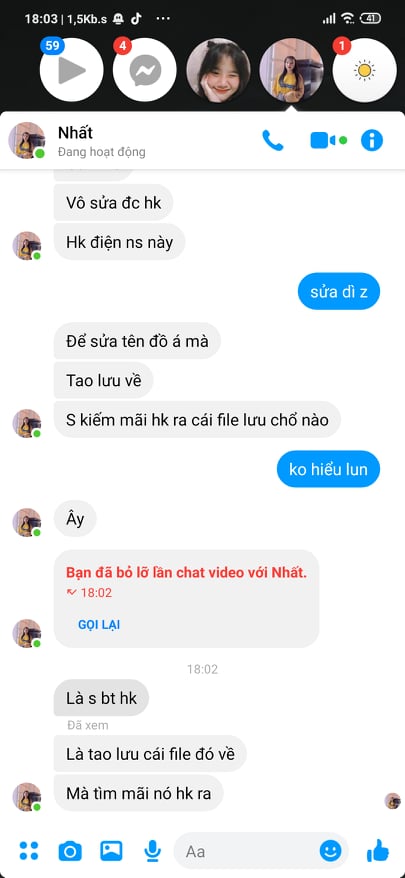 18:03 | 1,5Kb.s ...
41
59
4
1
Nhất
Đang hoạt động
Vô sửa đc hk
Hk điện ns này
sửa dì z
Để sửa tên đồ á mà
Tao lưu về
S kiếm mãi hk ra cái file lưu chổ nào
ko hiểu lun
Ây
Bạn đã bỏ lỡ lần chat video với Nhất.
18:02
GỌI LẠI
18:02
Là s bt hk
Đã xem
Là tao lưu cái file đó về
Mà tìm mãi nó hk ra
Aa